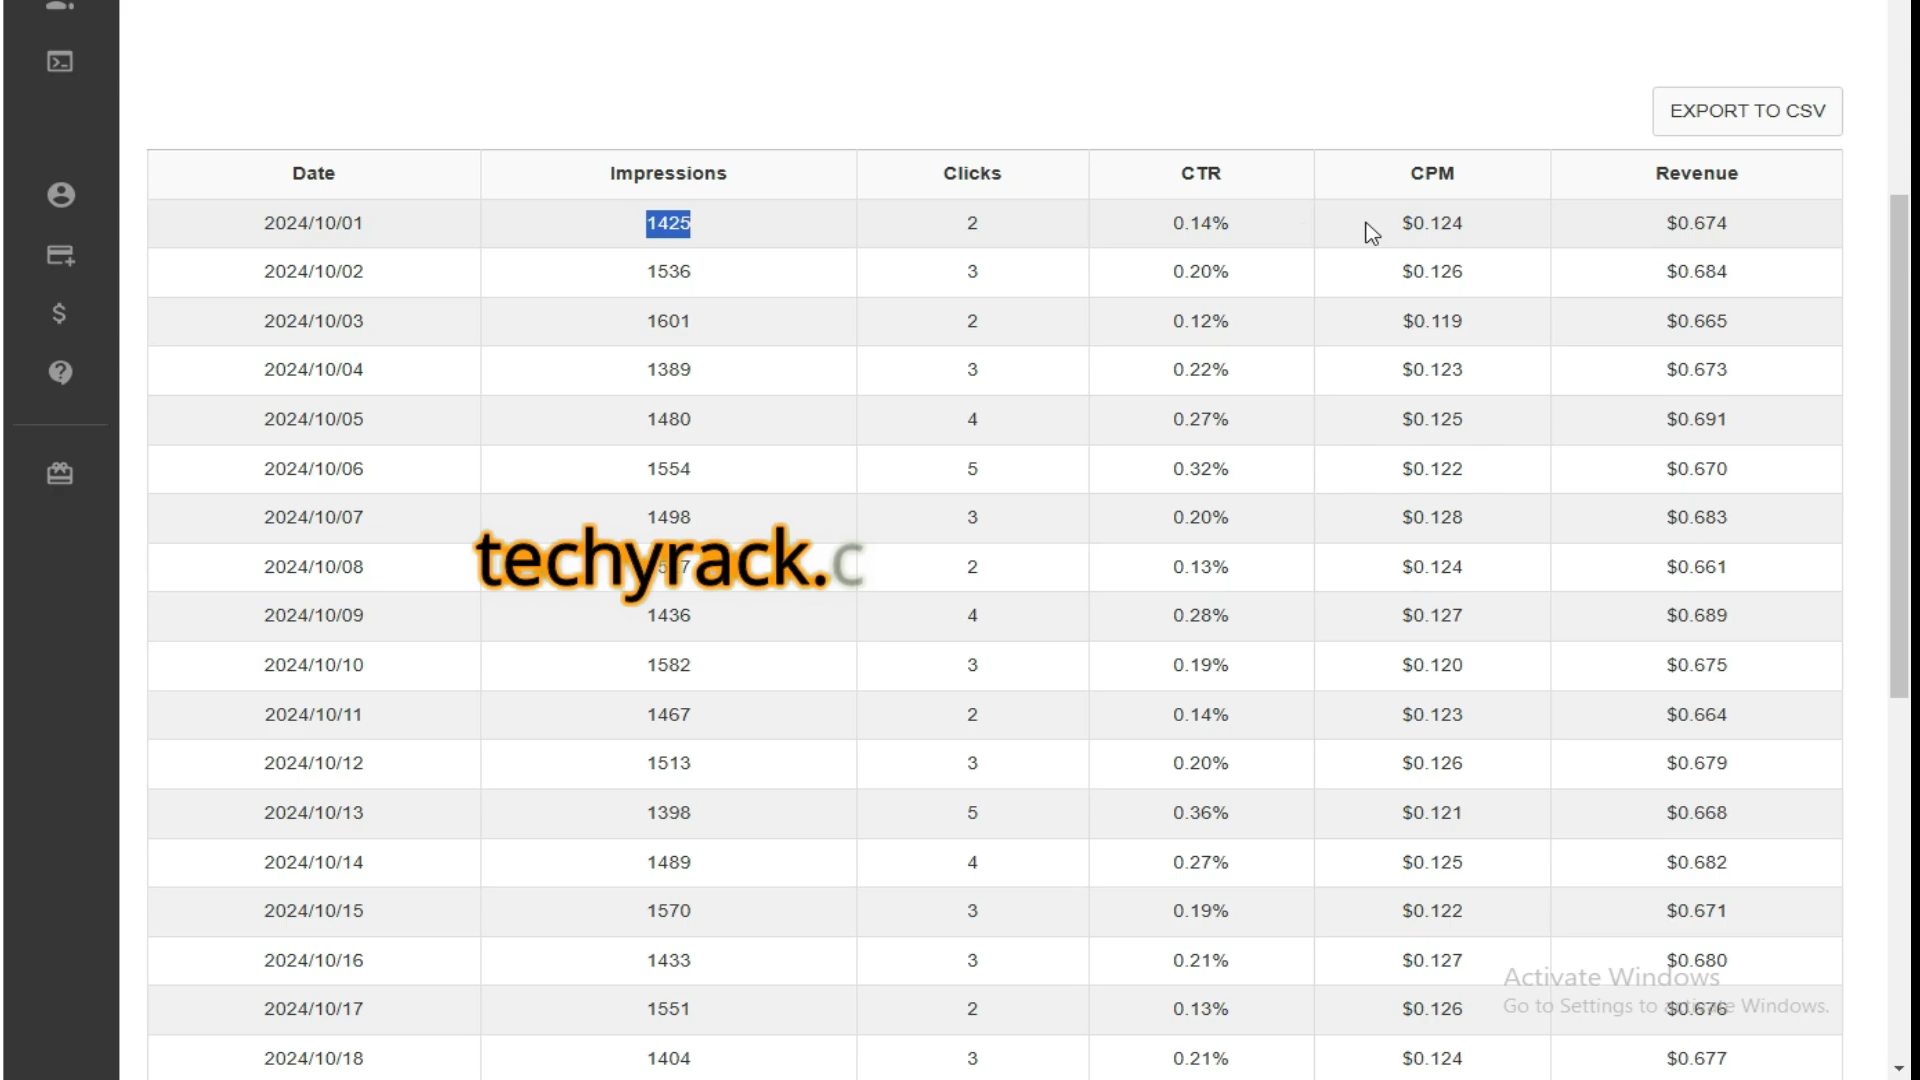 EXPORT TO CSV
Date Impressions Clicks CTR CPM Revenue
2024/10/01 1425 2 0.14% $0.124 $0.674
2024/10/02 1536 3 0.20% $0.126 $0.684
2024/10/03 1601 2 0.12% $0.119 $0.665
2024/10/04 1389 3 0.22% $0.123 $0.673
2024/10/05 1480 4 0.27% $0.125 $0.691
2024/10/06 1554 5 0.32% $0.122 $0.670
2024/10/07 1498 3 0.20% $0.128 $0.683
techyrack.c
2024/10/08 2 0.13% $0.124 $0.661
2024/10/09 1436 4 0.28% $0.127 $0.689
2024/10/10 1582 3 0.19% $0.120 $0.675
2024/10/11 1467 2 0.14% $0.123 $0.664
2024/10/12 1513 3 0.20% $0.126 $0.679
2024/10/13 1398 5 0.36% $0.121 $0.668
2024/10/14 1489 4 0.27% $0.125 $0.682
2024/10/15 1570 3 0.19% $0.122 $0.671
2024/10/16 1433 3 0.21% $0.127 $0.680
Activate Windows
2024/10/17 1551 2 0.13% $0.126 $0.676
Go to Settings to activate Windows.
2024/10/18 1404 3 0.21% $0.124 $0.677